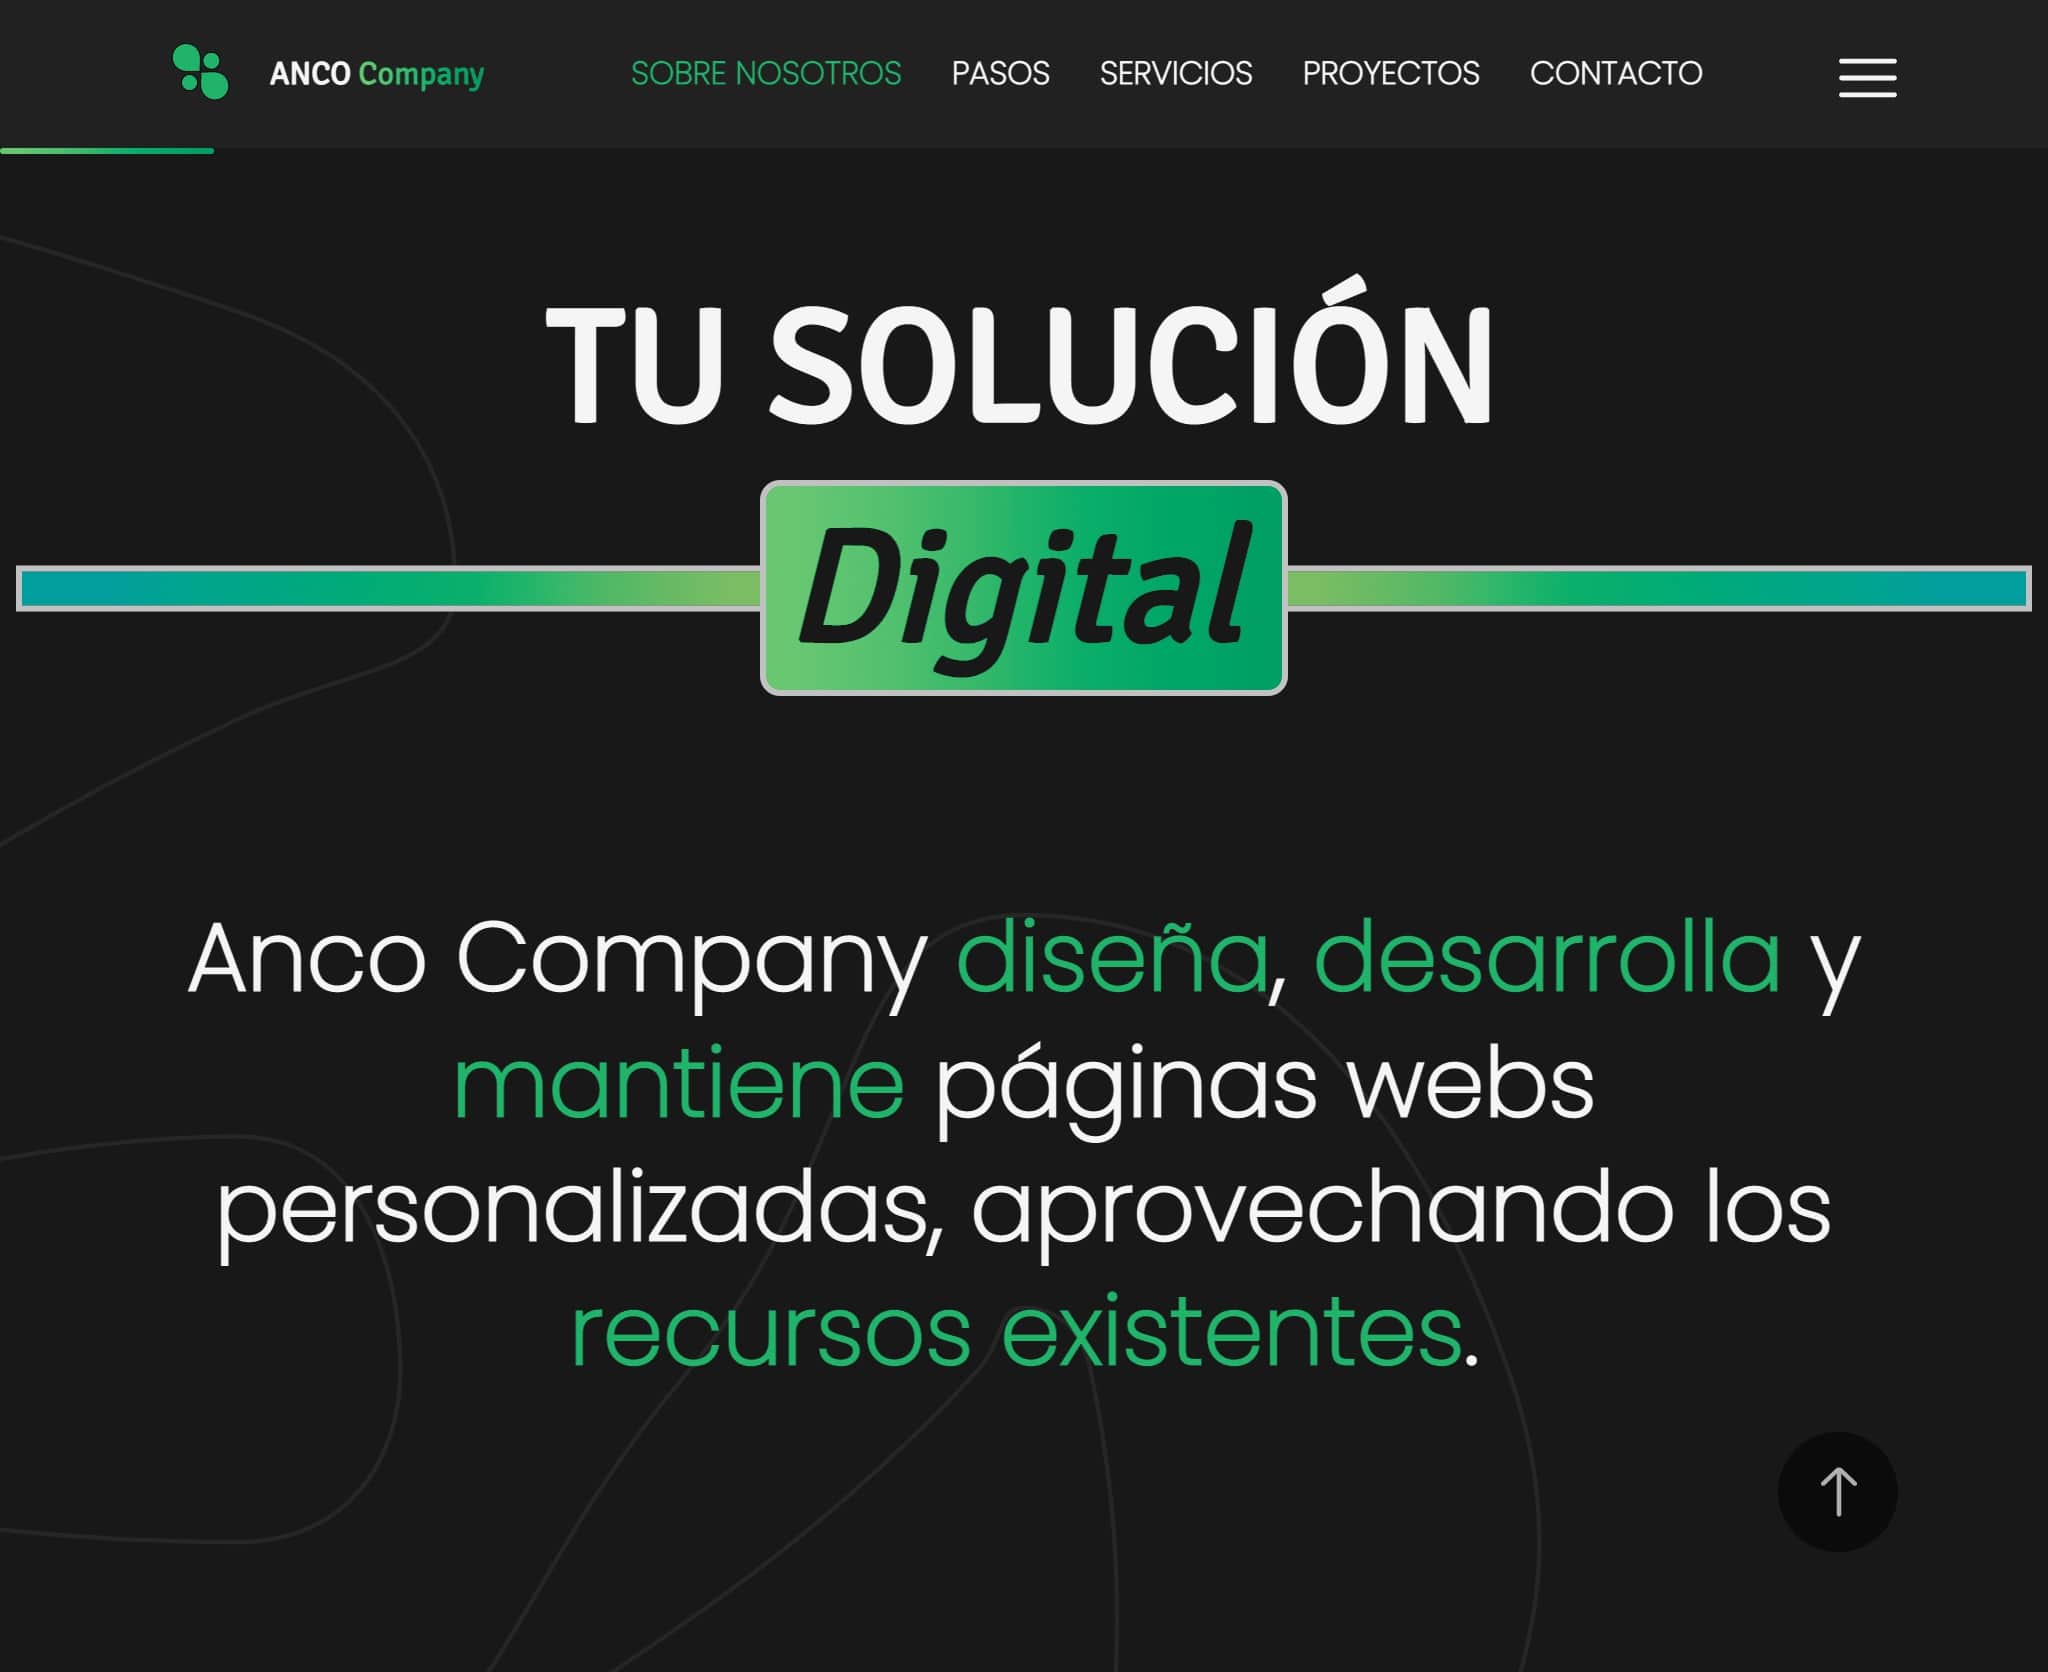 ANCO Company SOBRE NOSOTROS PASOS SERVICIOS PROYECTOS CONTACTO
TU SOLUCIÓN
Digital
Anco Company diseña, desarrolla y
mantiene páginas webs
personalizadas, aprovechando los
recursos existentes.